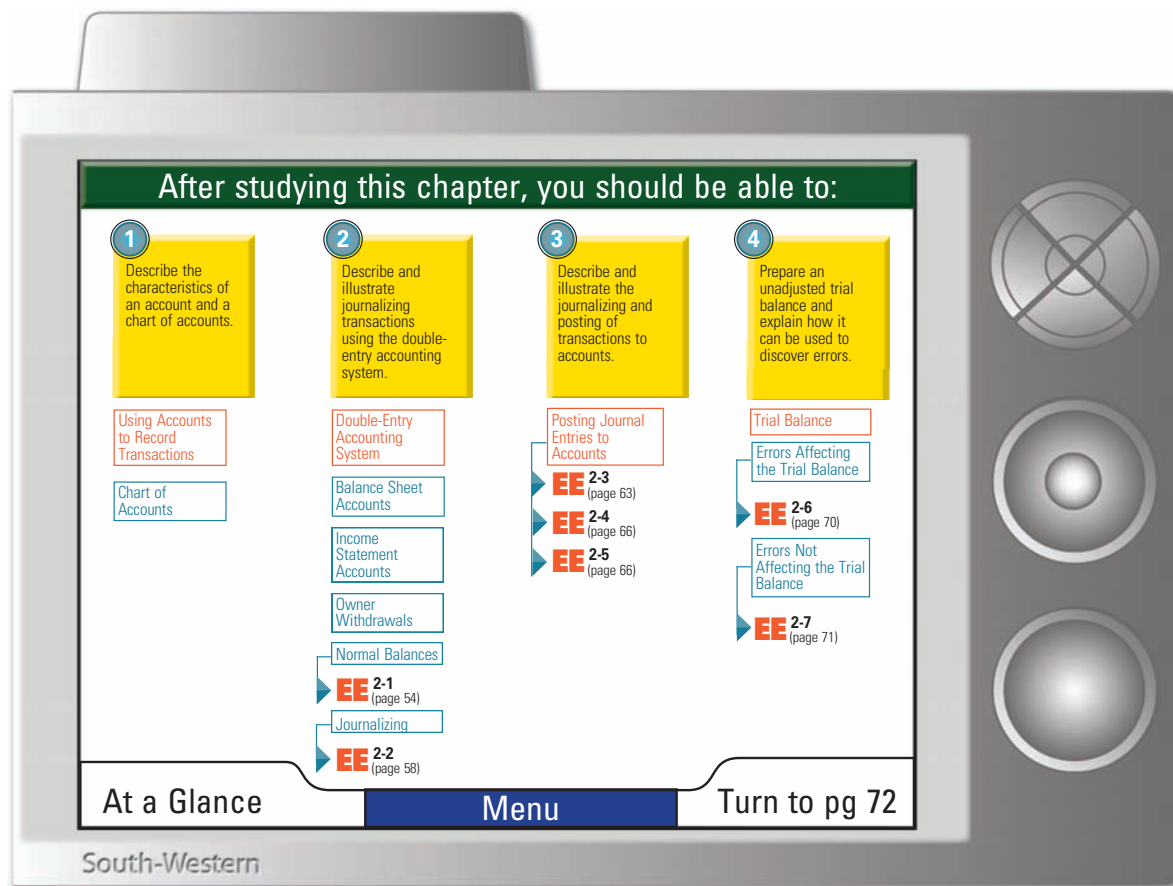 After studying this chapter, you should be able to:
1
Describe the
characteristics of
an account and a
chart of accounts.
Using Accounts
to Record
Transactions
Chart of
Accounts
2
Describe and
illustrate
journalizing
transactions
using the double-
entry accounting
system.
Double-Entry
Accounting
System
Balance Sheet
Accounts
Income
Statement
Accounts
Owner
Withdrawals
Normal Balances
EE 2-1
(page 54)
Journalizing
EE 2-2
(page 58)
3
Describe and
illustrate the
journalizing and
posting of
transactions to
accounts.
Posting Journal
Entries to
Accounts
EE 2-3
(page 63)
EE 2-4
(page 66)
EE 2-5
(page 66)
4
Prepare an
unadjusted trial
balance and
explain how it
can be used to
discover errors.
Trial Balance
Errors Affecting
the Trial Balance
EE 2-6
(page 70)
Errors Not
Affecting the Trial
Balance
EE 2-7
(page 71)
At a Glance
Menu
Turn to pg 72
South-Western